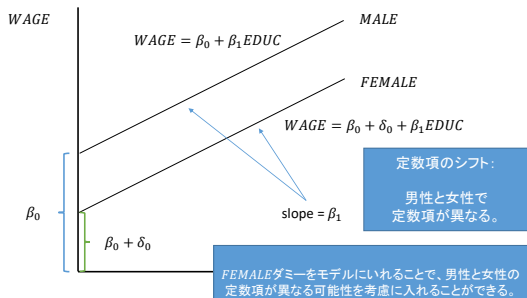 WAGE
MALE
WAGE = β₀ + β₁EDUC
FEMALE
WAGE = β₀ + δ₀ + β₁EDUC
定数項のシフト:
男性と女性で
定数項が異なる。
β₀
slope = β₁
β₀ + δ₀
FEMALEダミーをモデルにいれることで、男性と女性の
定数項が異なる可能性を考慮に入れることができる。